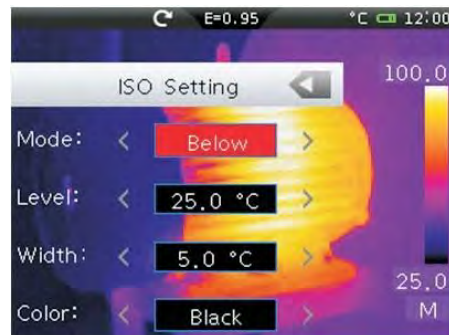 E=0.95 °C 12:00
ISO Setting
100.0
Mode: < Below >
Level: < 25.0 °C >
Width: < 5.0 °C >
25.0
Color: < Black >
M